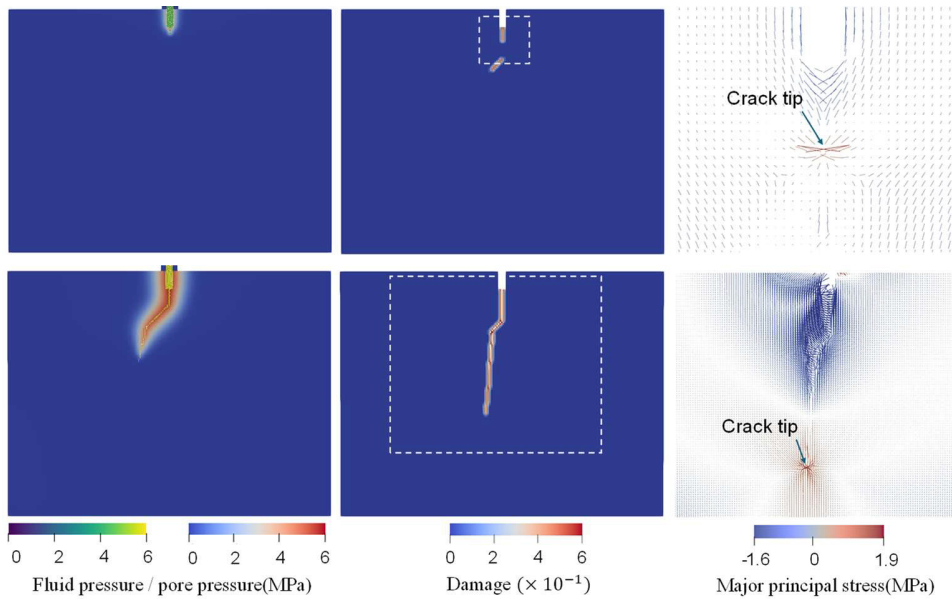 Crack tip
Crack tip
0 2 4 6 0 2 4 6 0 2 4 6 -1.6 0 1.9
Fluid pressure / pore pressure(MPa) Damage (× 10⁻¹) Major principal stress(MPa)